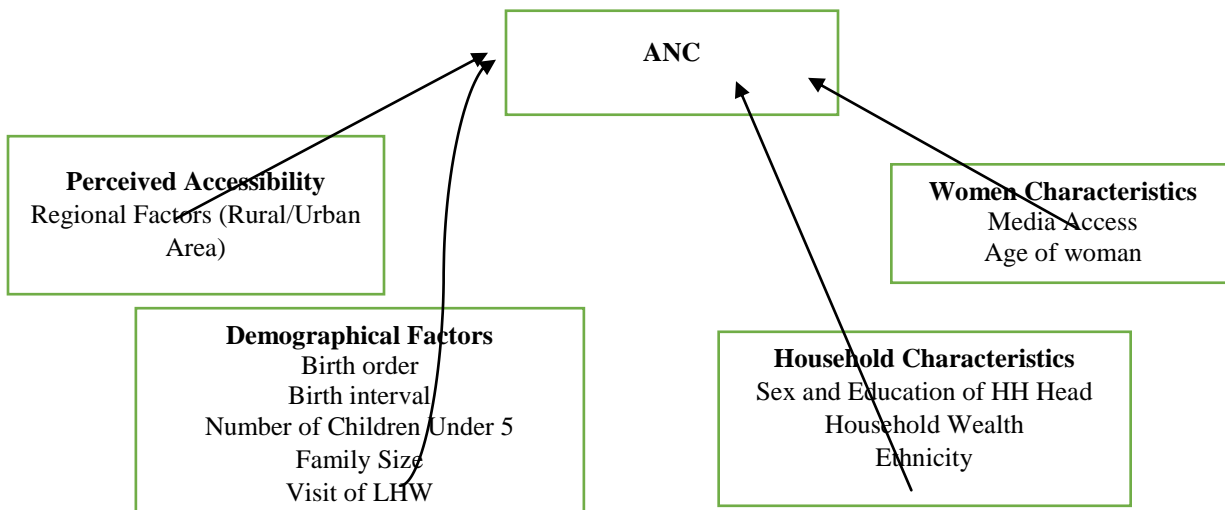 ANC
Perceived Accessibility
Regional Factors (Rural/Urban
Area)
Women Characteristics
Media Access
Age of woman
Demographical Factors
Birth order
Birth interval
Number of Children Under 5
Family Size
Visit of LHW
Household Characteristics
Sex and Education of HH Head
Household Wealth
Ethnicity